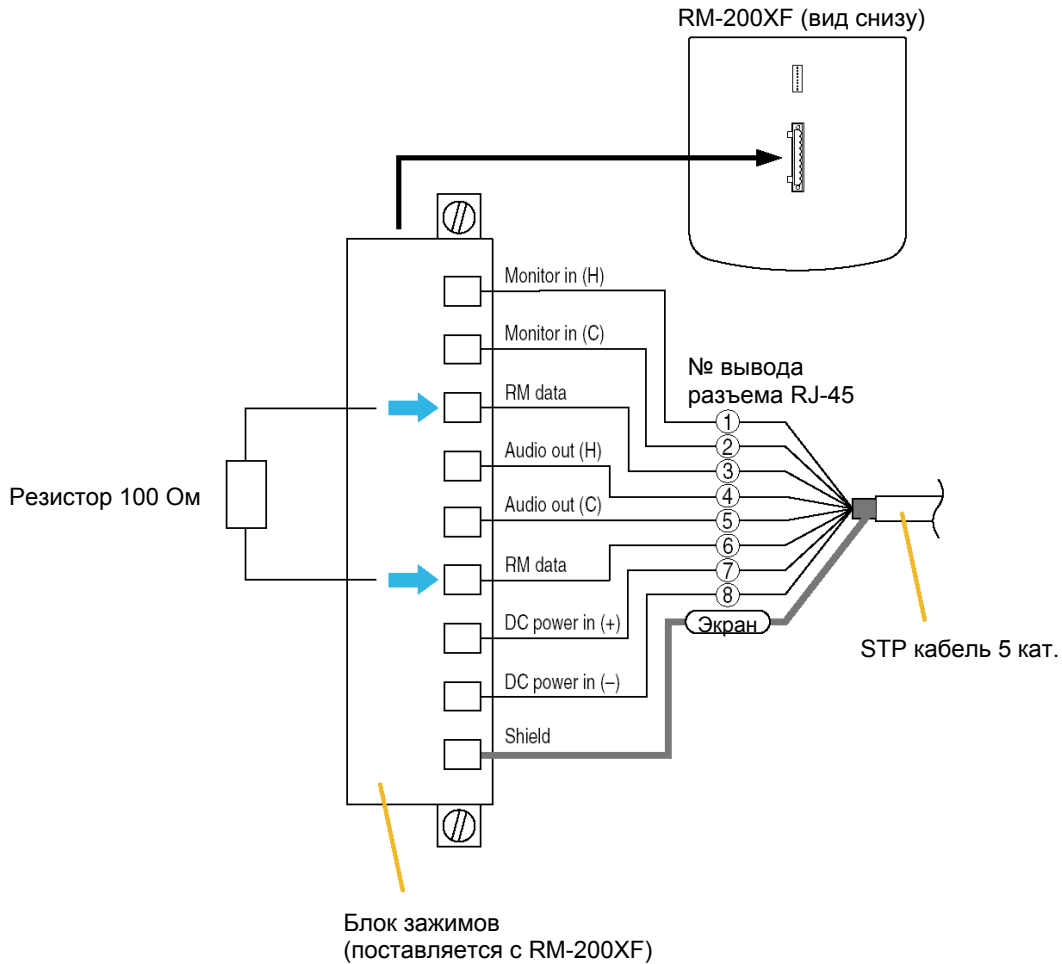 RM-200XF (вид снизу)
Monitor in (H)
Monitor in (C)
№ вывода
разъема RJ-45
RM data
1
2
Audio out (H)
3
4
Резистор 100 Ом
Audio out (C)
5
6
RM data
7
8
DC power in (+)
Экран
STP кабель 5 кат.
DC power in (–)
Shield
Блок зажимов
(поставляется с RM-200XF)